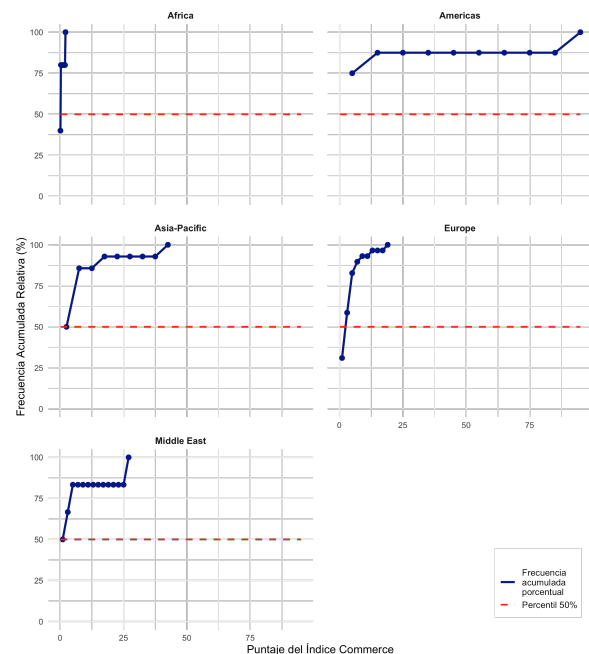 Africa
Americas
100
75
50
25
0
Asia-Pacific
Europe
100
75
50
25
0
0
25
50
75
Middle East
100
75
50
25
0
0
25
50
75
Frecuencia Acumulada Relativa (%)
Puntaje del Índice Commerce
Frecuencia
acumulada
porcentual
Percentil 50%